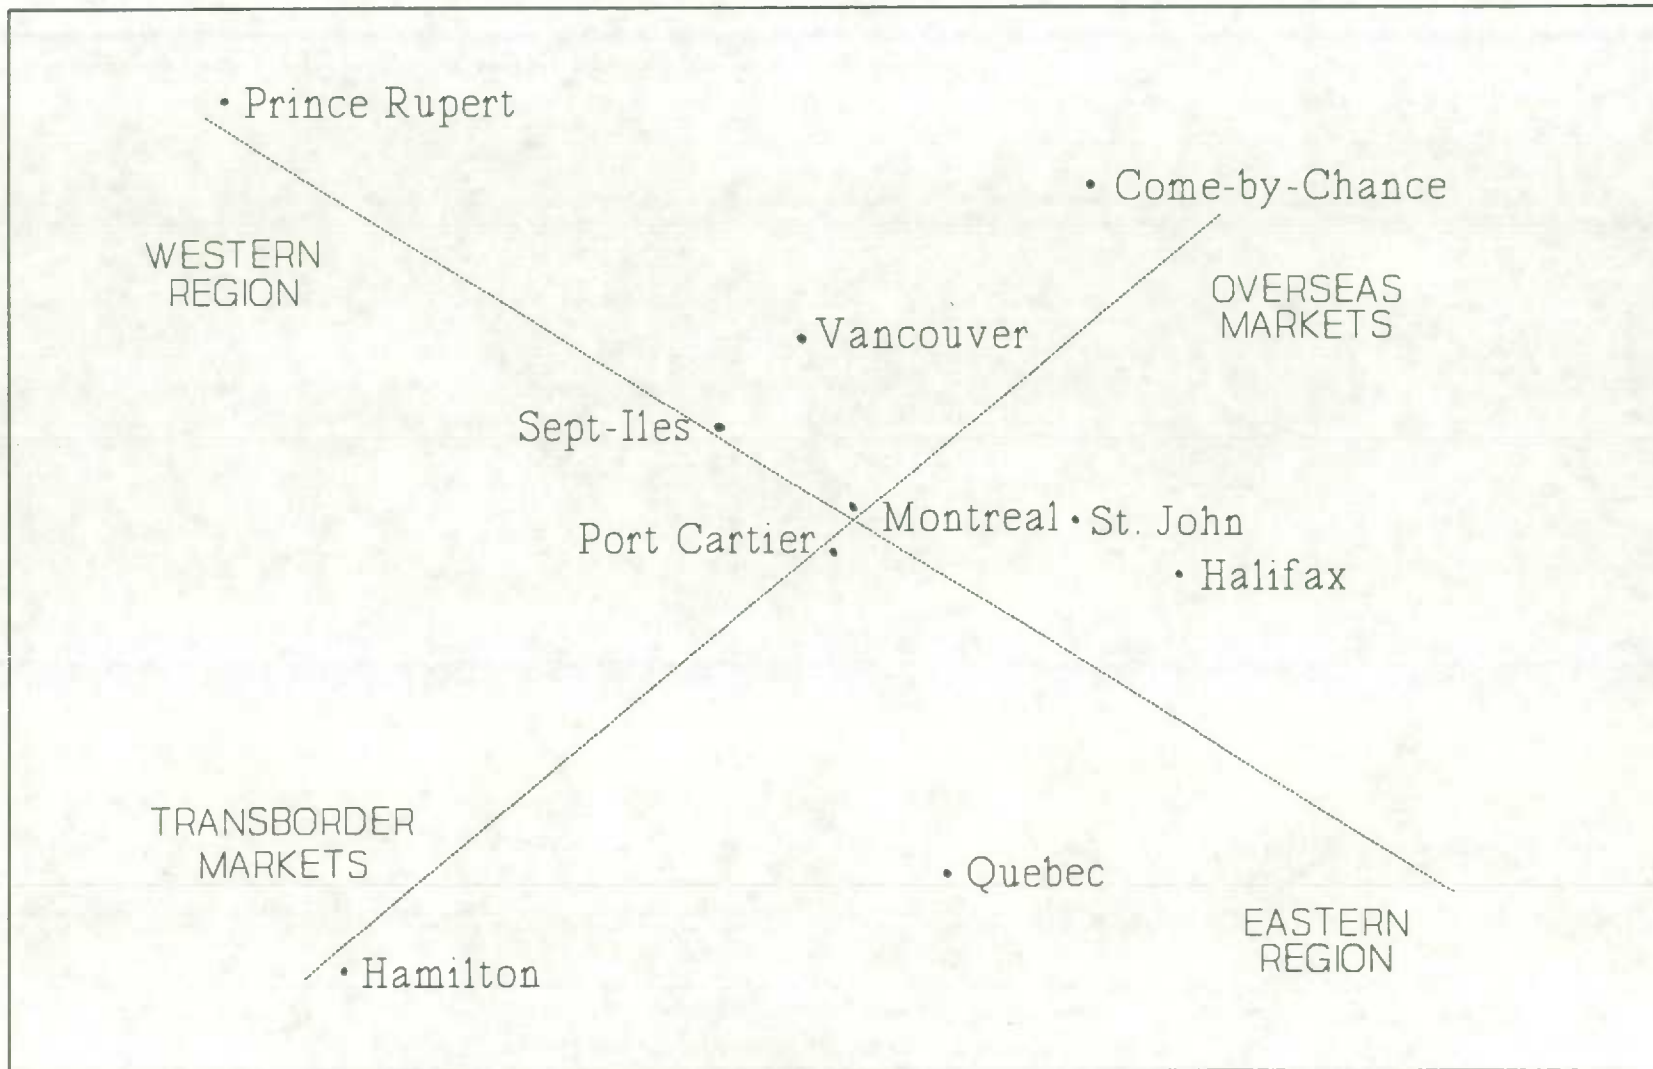 Prince Rupert
Come-by-Chance
WESTERN
REGION
OVERSEAS
MARKETS
Vancouver
Sept-Iles
Montreal
St. John
Port Cartier
Halifax
TRANSBORDER
MARKETS
Quebec
EASTERN
REGION
Hamilton